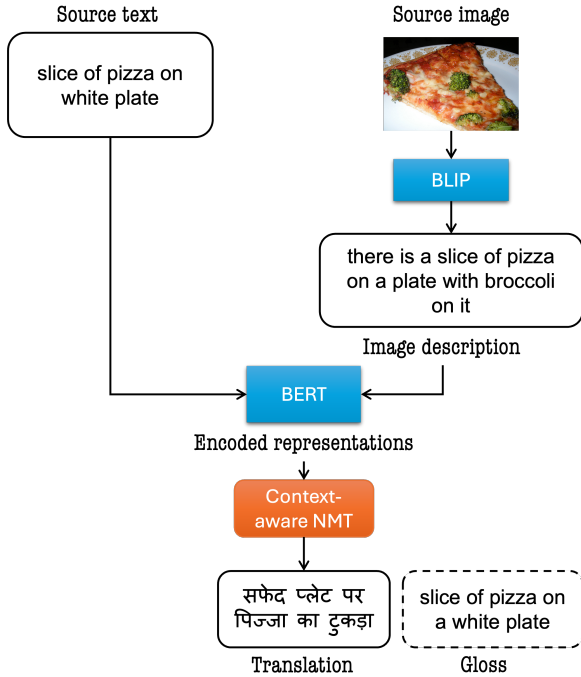 Source text
slice of pizza on
white plate
Source image
BLIP
there is a slice of pizza
on a plate with broccoli
on it
Image description
BERT
Encoded representations
Context-
aware NMT
सफेद प्लेट पर
पिज्जा का टुकड़ा
Translation
slice of pizza on
a white plate
Gloss